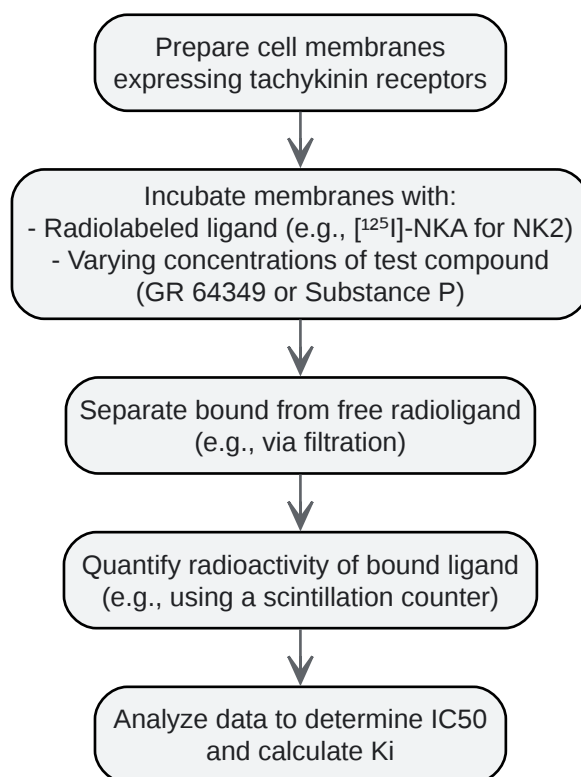 Prepare cell membranes
expressing tachykinin receptors
Incubate membranes with:
- Radiolabeled ligand (e.g., [¹²⁵I]-NKA for NK2)
- Varying concentrations of test compound
(GR 64349 or Substance P)
Separate bound from free radioligand
(e.g., via filtration)
Quantify radioactivity of bound ligand
(e.g., using a scintillation counter)
Analyze data to determine IC50
and calculate Ki